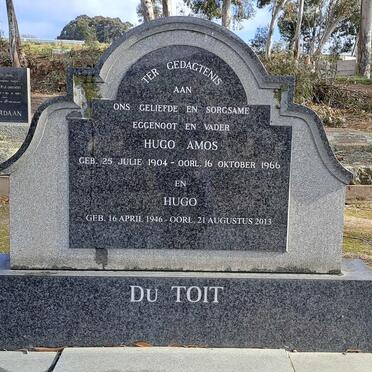 TER GEDAGTENIS
AAN
ONS GELIEFDE EN SORGSAME
EGGENOOT EN VADER
HUGO AMOS
GEB. 25 JULIE 1904 - OORL. 16 OKTOBER 1966
EN
HUGO
GEB. 16 APRIL 1946 - OORL. 21 AUGUSTUS 2013
DU TOIT